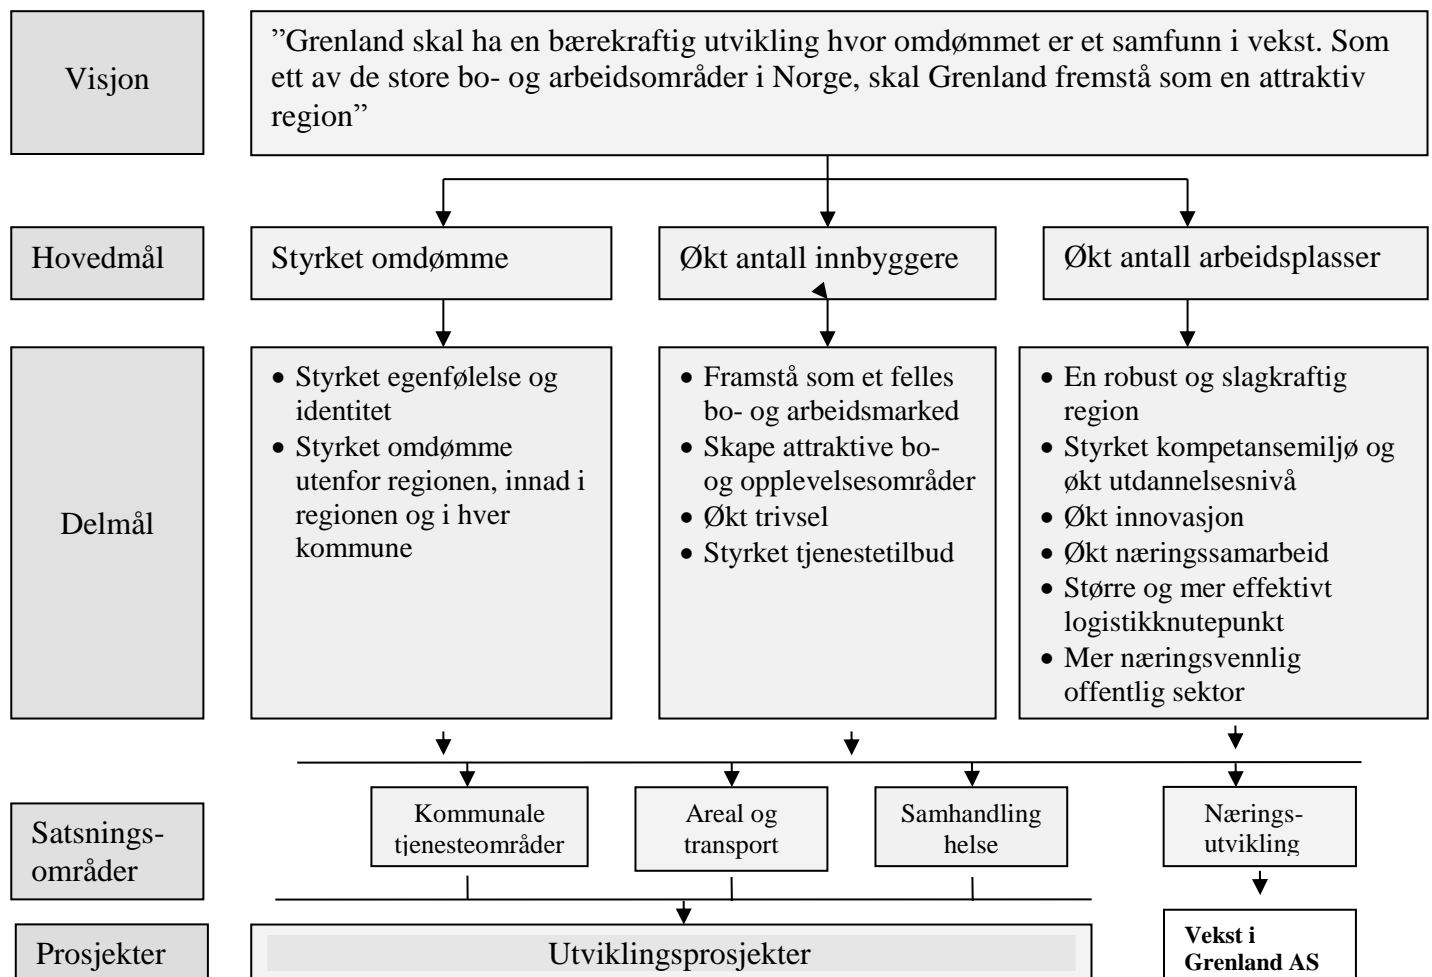 Visjon
”Grenland skal ha en bærekraftig utvikling hvor omdømmet er et samfunn i vekst. Som
ett av de store bo- og arbeidsområder i Norge, skal Grenland fremstå som en attraktiv
region”
Hovedmål
Styrket omdømme
Økt antall innbyggere
Økt antall arbeidsplasser
Delmål
• Styrket egenfølelse og
identitet
• Styrket omdømme
utenfor regionen, innad i
regionen og i hver
kommune
• Framstå som et felles
bo- og arbeidsmarked
• Skape attraktive bo-
og opplevelsesområder
• Økt trivsel
• Styrket tjenestetilbud
• En robust og slagkraftig
region
• Styrket kompetansemiljø og
økt utdannelsesnivå
• Økt innovasjon
• Økt næringssamarbeid
• Større og mer effektivt
logistikknutepunkt
• Mer næringsvennlig
offentlig sektor
Satsnings-
områder
Kommunale
tjenesteområder
Areal og
transport
Samhandling
helse
Nærings-
utvikling
Prosjekter
Utviklingsprosjekter
Vekst i
Grenland AS